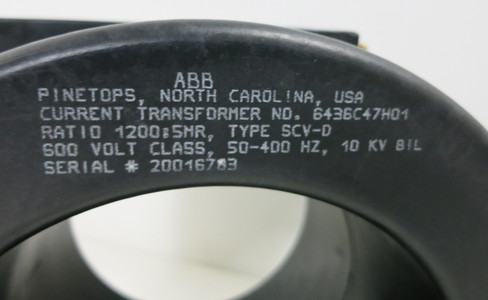 ABB
PINETOPS, NORTH CAROLINA, USA
CURRENT TRANSFORMER NO. 6436C47H01
RATIO 1200:5MR, TYPE SCV-D
600 VOLT CLASS, 50-400 HZ, 10 KV BIL
SERIAL # 20016783